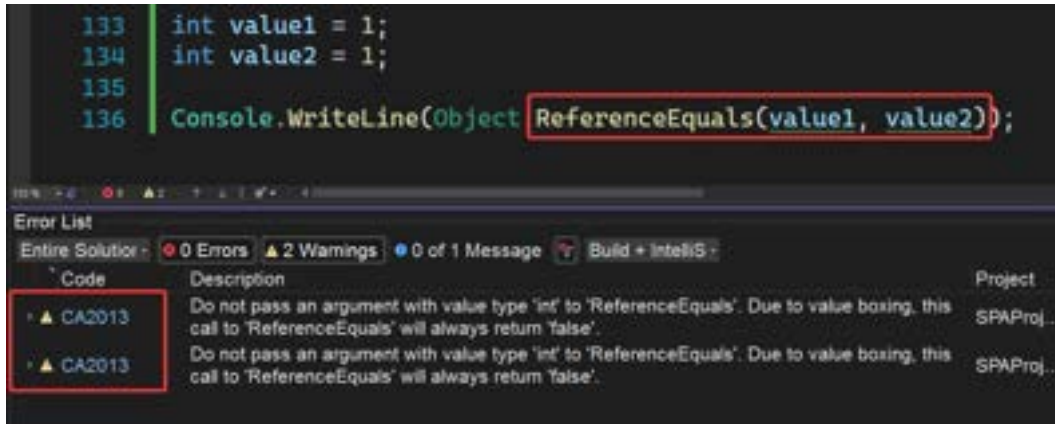 133 int value1 = 1;
134 int value2 = 1;
135
136 Console.WriteLine(Object ReferenceEquals(value1, value2));
Error List
Entire Solution 0 Errors 2 Warnings 0 of 1 Message Build + IntelliS
Code Description Project
CA2013 Do not pass an argument with value type 'int' to 'ReferenceEquals'. Due to value boxing, this call to 'ReferenceEquals' will always return 'false'. SPAProj...
CA2013 Do not pass an argument with value type 'int' to 'ReferenceEquals'. Due to value boxing, this call to 'ReferenceEquals' will always return 'false'. SPAProj...